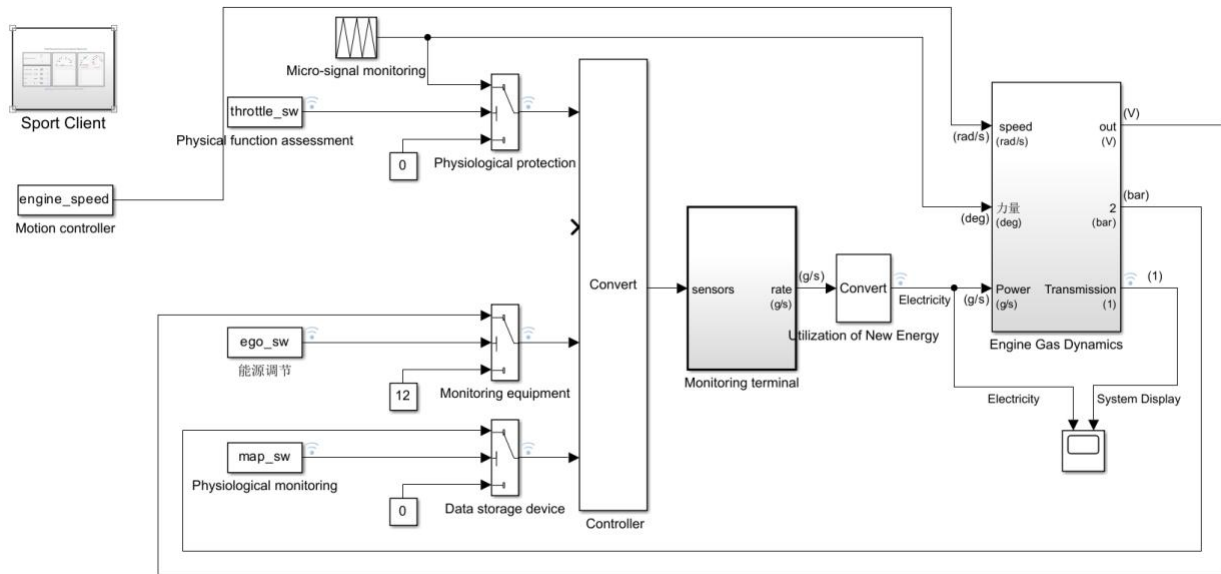 Sport Client
Micro-signal monitoring
throttle_sw
Physical function assessment
0
Physiological protection
engine_speed
Motion controller
ego_sw
能源调节
12
Monitoring equipment
map_sw
Physiological monitoring
0
Data storage device
Convert
Controller
sensors
rate
(g/s)
Monitoring terminal
(g/s)
Convert
Utilization of New Energy
Electricity
(rad/s)
(deg)
(g/s)
speed
(rad/s)
力量
(deg)
Power
(g/s)
out
(V)
2
(bar)
Transmission
(1)
Engine Gas Dynamics
(V)
(bar)
(1)
Electricity
System Display